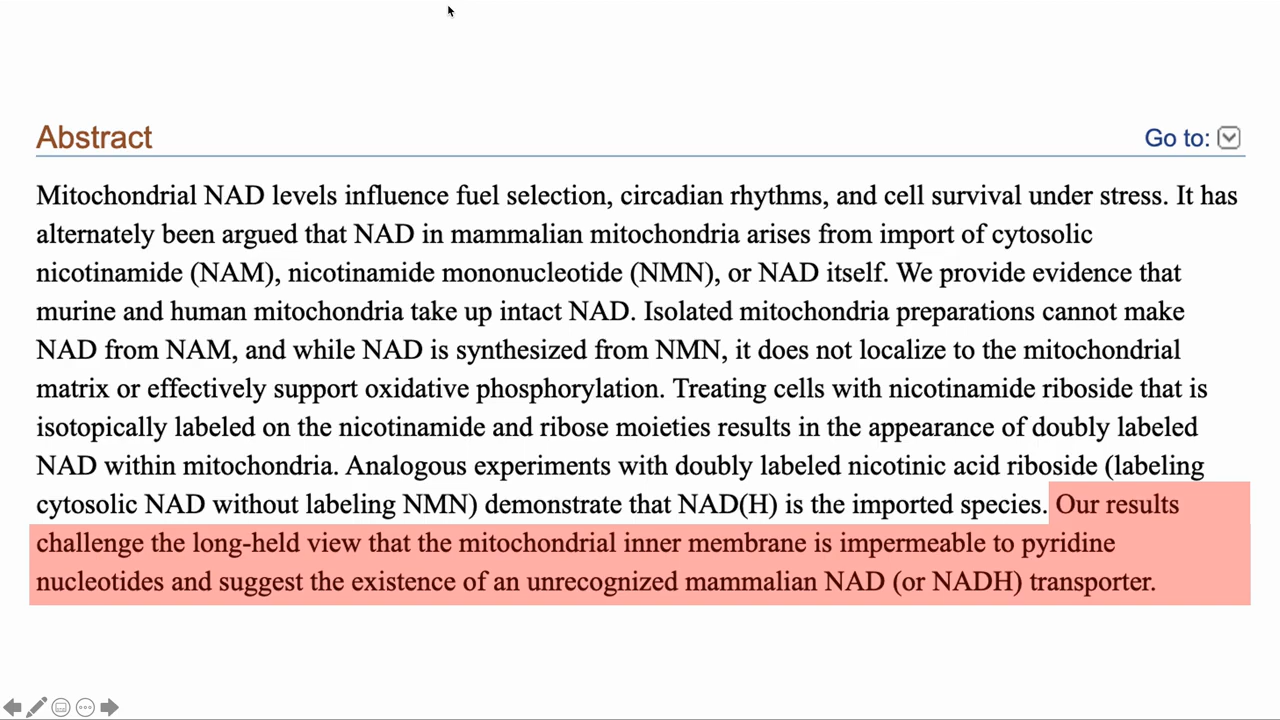 Abstract
Go to:
Mitochondrial NAD levels influence fuel selection, circadian rhythms, and cell survival under stress. It has
alternately been argued that NAD in mammalian mitochondria arises from import of cytosolic
nicotinamide (NAM), nicotinamide mononucleotide (NMN), or NAD itself. We provide evidence that
murine and human mitochondria take up intact NAD. Isolated mitochondria preparations cannot make
NAD from NAM, and while NAD is synthesized from NMN, it does not localize to the mitochondrial
matrix or effectively support oxidative phosphorylation. Treating cells with nicotinamide riboside that is
isotopically labeled on the nicotinamide and ribose moieties results in the appearance of doubly labeled
NAD within mitochondria. Analogous experiments with doubly labeled nicotinic acid riboside (labeling
cytosolic NAD without labeling NMN) demonstrate that NAD(H) is the imported species. Our results
challenge the long-held view that the mitochondrial inner membrane is impermeable to pyridine
nucleotides and suggest the existence of an unrecognized mammalian NAD (or NADH) transporter.